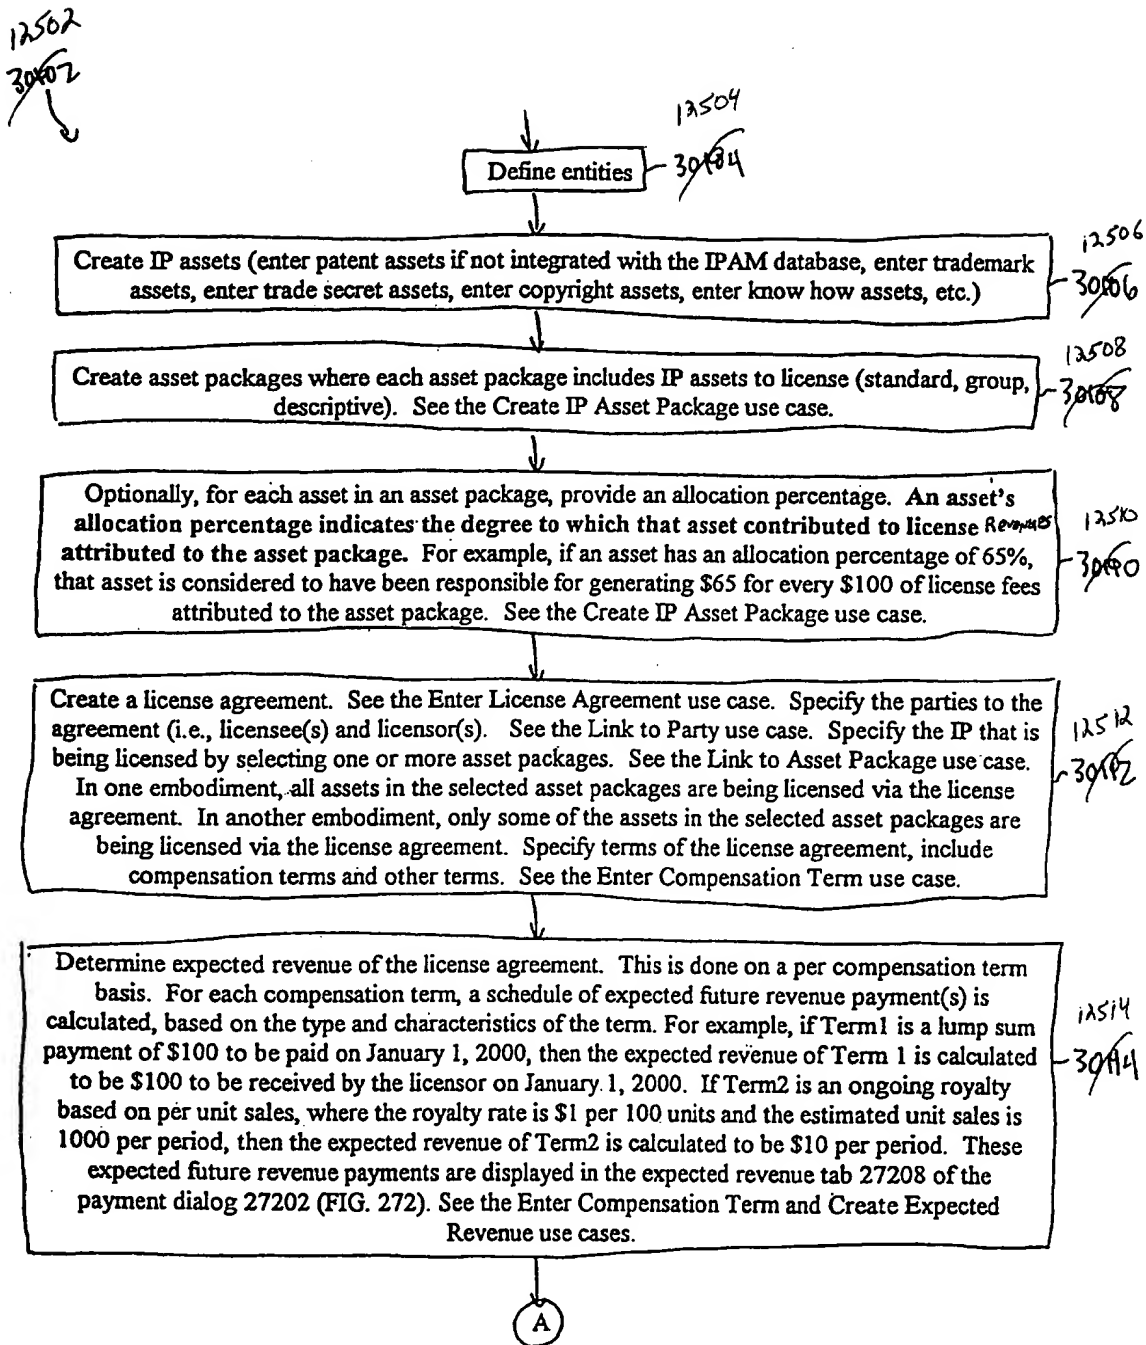 12502
30402
12504
Define entities
30484
12506
Create IP assets (enter patent assets if not integrated with the IPAM database, enter trademark
assets, enter trade secret assets, enter copyright assets, enter know how assets, etc.)
12508
Create asset packages where each asset package includes IP assets to license (standard, group,
descriptive). See the Create IP Asset Package use case.
Optionally, for each asset in an asset package, provide an allocation percentage. An asset's
allocation percentage indicates the degree to which that asset contributed to license Revenues
12510
attributed to the asset package. For example, if an asset has an allocation percentage of 65%,
that asset is considered to have been responsible for generating $65 for every $100 of license fees
attributed to the asset package. See the Create IP Asset Package use case.
Create a license agreement. See the Enter License Agreement use case. Specify the parties to the
agreement (i.e., licensee(s) and licensor(s). See the Link to Party use case. Specify the IP that is
12512
being licensed by selecting one or more asset packages. See the Link to Asset Package use case.
In one embodiment, all assets in the selected asset packages are being licensed via the license
agreement. In another embodiment, only some of the assets in the selected asset packages are
being licensed via the license agreement. Specify terms of the license agreement, include
compensation terms and other terms. See the Enter Compensation Term use case.
Determine expected revenue of the license agreement. This is done on a per compensation term
basis. For each compensation term, a schedule of expected future revenue payment(s) is
12514
calculated, based on the type and characteristics of the term. For example, if Term1 is a lump sum
payment of $100 to be paid on January 1, 2000, then the expected revenue of Term 1 is calculated
to be $100 to be received by the licensor on January 1, 2000. If Term2 is an ongoing royalty
based on per unit sales, where the royalty rate is $1 per 100 units and the estimated unit sales is
1000 per period, then the expected revenue of Term2 is calculated to be $10 per period. These
expected future revenue payments are displayed in the expected revenue tab 27208 of the
payment dialog 27202 (FIG. 272). See the Enter Compensation Term and Create Expected
Revenue use cases.
A